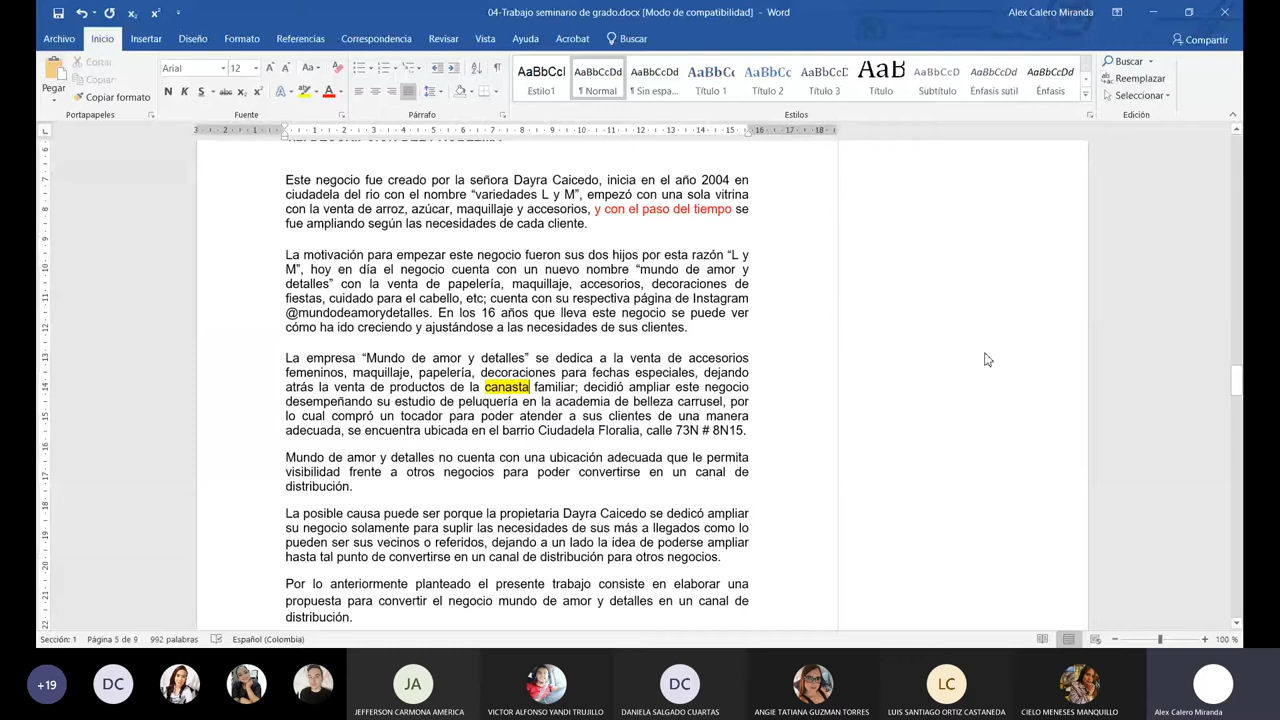 04-Trabajo seminario de grado.docx [Modo de compatibilidad] - Word
Alex Calero Miranda
Archivo Inicio Insertar Diseño Formato Referencias Correspondencia Revisar Vista Ayuda Acrobat Buscar
Compartir
Pegar
Cortar
Copiar
Copiar formato
Portapapeles
Arial 12
N K S abc x₂ x²
Fuente
Párrafo
AaBbCcI AaBbCcDd AaBbCcDd AaBbCc AaBbCc AaBbCcD AaB AaBbCcD AaBbCcDd AaBbCcDd
Estilo1 ¶ Normal ¶ Sin espa... Título 1 Título 2 Título 3 Título Subtítulo Énfasis sutil Énfasis
Estilos
Buscar
Reemplazar
Seleccionar
Edición
Este negocio fue creado por la señora Dayra Caicedo, inicia en el año 2004 en
ciudadela del rio con el nombre “variedades L y M”, empezó con una sola vitrina
con la venta de arroz, azúcar, maquillaje y accesorios, y con el paso del tiempo se
fue ampliando según las necesidades de cada cliente.
La motivación para empezar este negocio fueron sus dos hijos por esta razón “L y
M”, hoy en día el negocio cuenta con un nuevo nombre “mundo de amor y
detalles” con la venta de papelería, maquillaje, accesorios, decoraciones de
fiestas, cuidado para el cabello, etc; cuenta con su respectiva página de Instagram
@mundodeamorydetalles. En los 16 años que lleva este negocio se puede ver
cómo ha ido creciendo y ajustándose a las necesidades de sus clientes.
La empresa “Mundo de amor y detalles” se dedica a la venta de accesorios
femeninos, maquillaje, papelería, decoraciones para fechas especiales, dejando
atrás la venta de productos de la canasta familiar; decidió ampliar este negocio
desempeñando su estudio de peluquería en la academia de belleza carrusel, por
lo cual compró un tocador para poder atender a sus clientes de una manera
adecuada, se encuentra ubicada en el barrio Ciudadela Floralia, calle 73N # 8N15.
Mundo de amor y detalles no cuenta con una ubicación adecuada que le permita
visibilidad frente a otros negocios para poder convertirse en un canal de
distribución.
La posible causa puede ser porque la propietaria Dayra Caicedo se dedicó ampliar
su negocio solamente para suplir las necesidades de sus más a llegados como lo
pueden ser sus vecinos o referidos, dejando a un lado la idea de poderse ampliar
hasta tal punto de convertirse en un canal de distribución para otros negocios.
Por lo anteriormente planteado el presente trabajo consiste en elaborar una
propuesta para convertir el negocio mundo de amor y detalles en un canal de
distribución.
Sección: 1 Página 5 de 9 992 palabras Español (Colombia) 100 %
+19 DC JA DC LC
JEFFERSON CARMONA AMERICA VICTOR ALFONSO YANDI TRUJILLO DANIELA SALGADO CUARTAS ANGIE TATIANA GUZMAN TORRES LUIS SANTIAGO ORTIZ CASTANEDA CIELO MENESES MANQUILLO Alex Calero Miranda